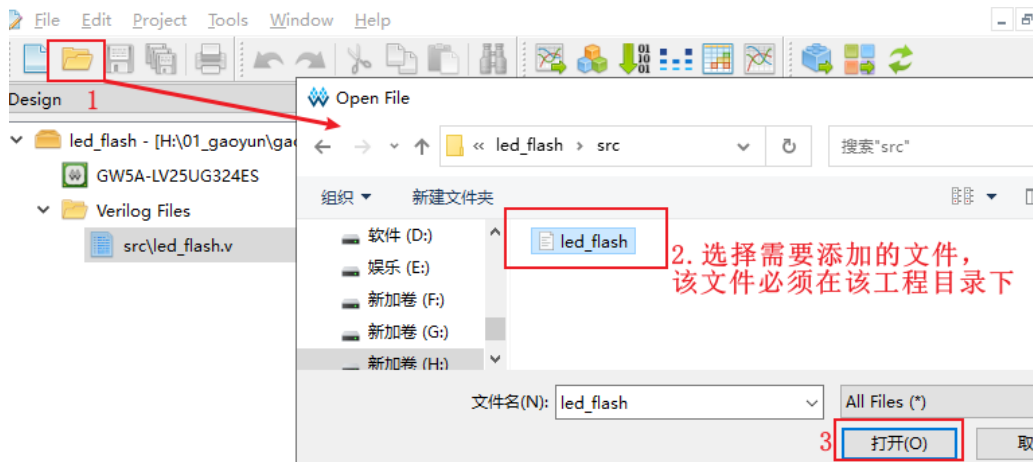 File Edit Project Tools Window Help
Design 1
Open File
led_flash - [H:\01_gaoyun\gao
« led_flash › src
搜索"src"
GW5A-LV25UG324ES
组织 新建文件夹
Verilog Files
src\led_flash.v
软件 (D:)
娱乐 (E:)
新加卷 (F:)
新加卷 (G:)
新加卷 (H:)
led_flash
2.选择需要添加的文件，
该文件必须在该工程目录下
文件名(N): led_flash
All Files (*)
3 打开(O) 取